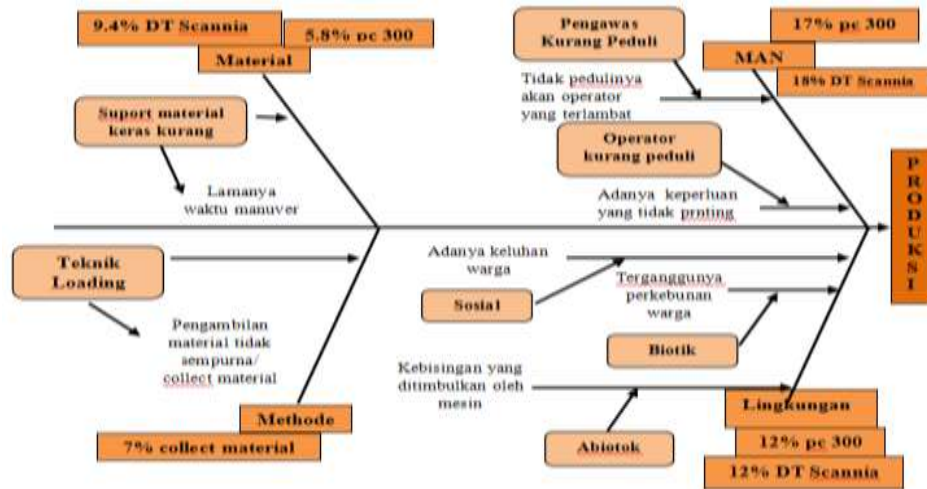 9.4% DT Scannia
5.8% pc 300
Material
Suport material
keras kurang
Lamanya
waktu manuver
Pengawas
Kurang Peduli
17% pc 300
MAN
18% DT Scannia
Tidak pedulinya
akan operator
yang terlambat
Operator
kurang peduli
Adanya keperluan
yang tidak prnting
PRODUKSI
Teknik
Loading
Pengambilan
material tidak
sempurna/
collect material
Methode
7% collect material
Adanya keluhan
warga
Sosial
Terganggunya
perkebunan
warga
Biotik
Kebisingan yang
ditimbulkan oleh
mesin
Abiotok
Lingkungan
12% pc 300
12% DT Scannia